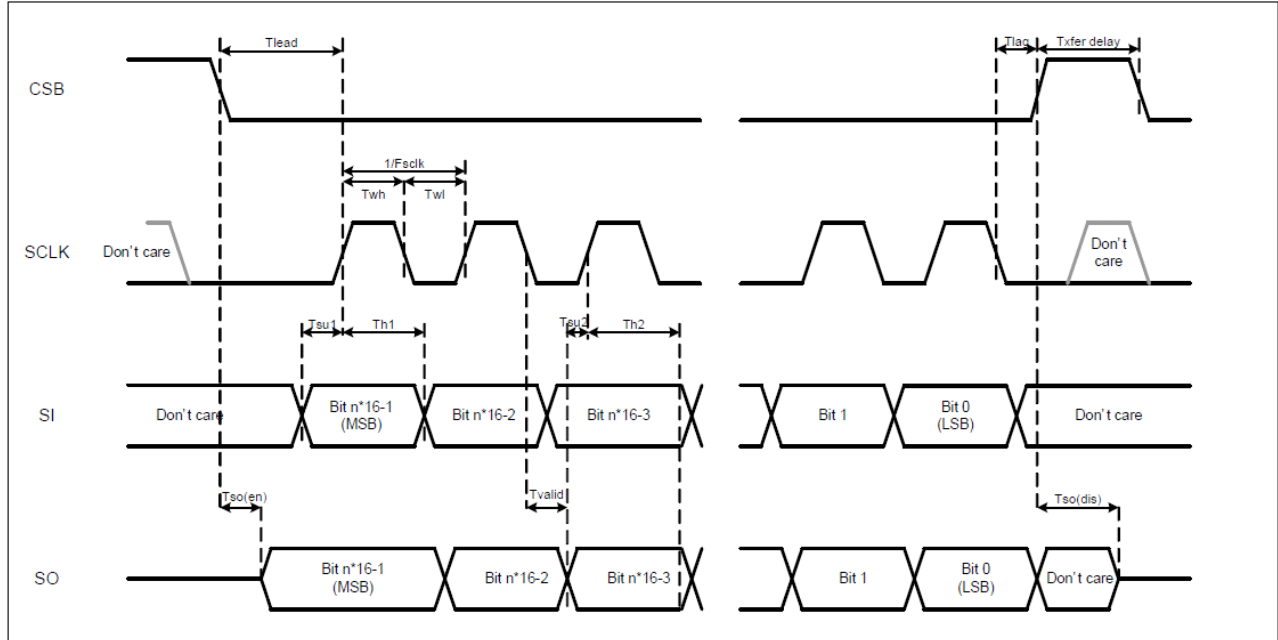 Tlead
Tlag
Txfer delay
CSB
1/Fsclk
Twh
Twl
SCLK
Don't care
Don't
care
Tsu1
Th1
Tsu2
Th2
SI
Don't care
Bit n*16-1
(MSB)
Bit n*16-2
Bit n*16-3
Bit 1
Bit 0
(LSB)
Don't care
Tso(en)
Tvalid
Tso(dis)
SO
Bit n*16-1
(MSB)
Bit n*16-2
Bit n*16-3
Bit 1
Bit 0
(LSB)
Don't care